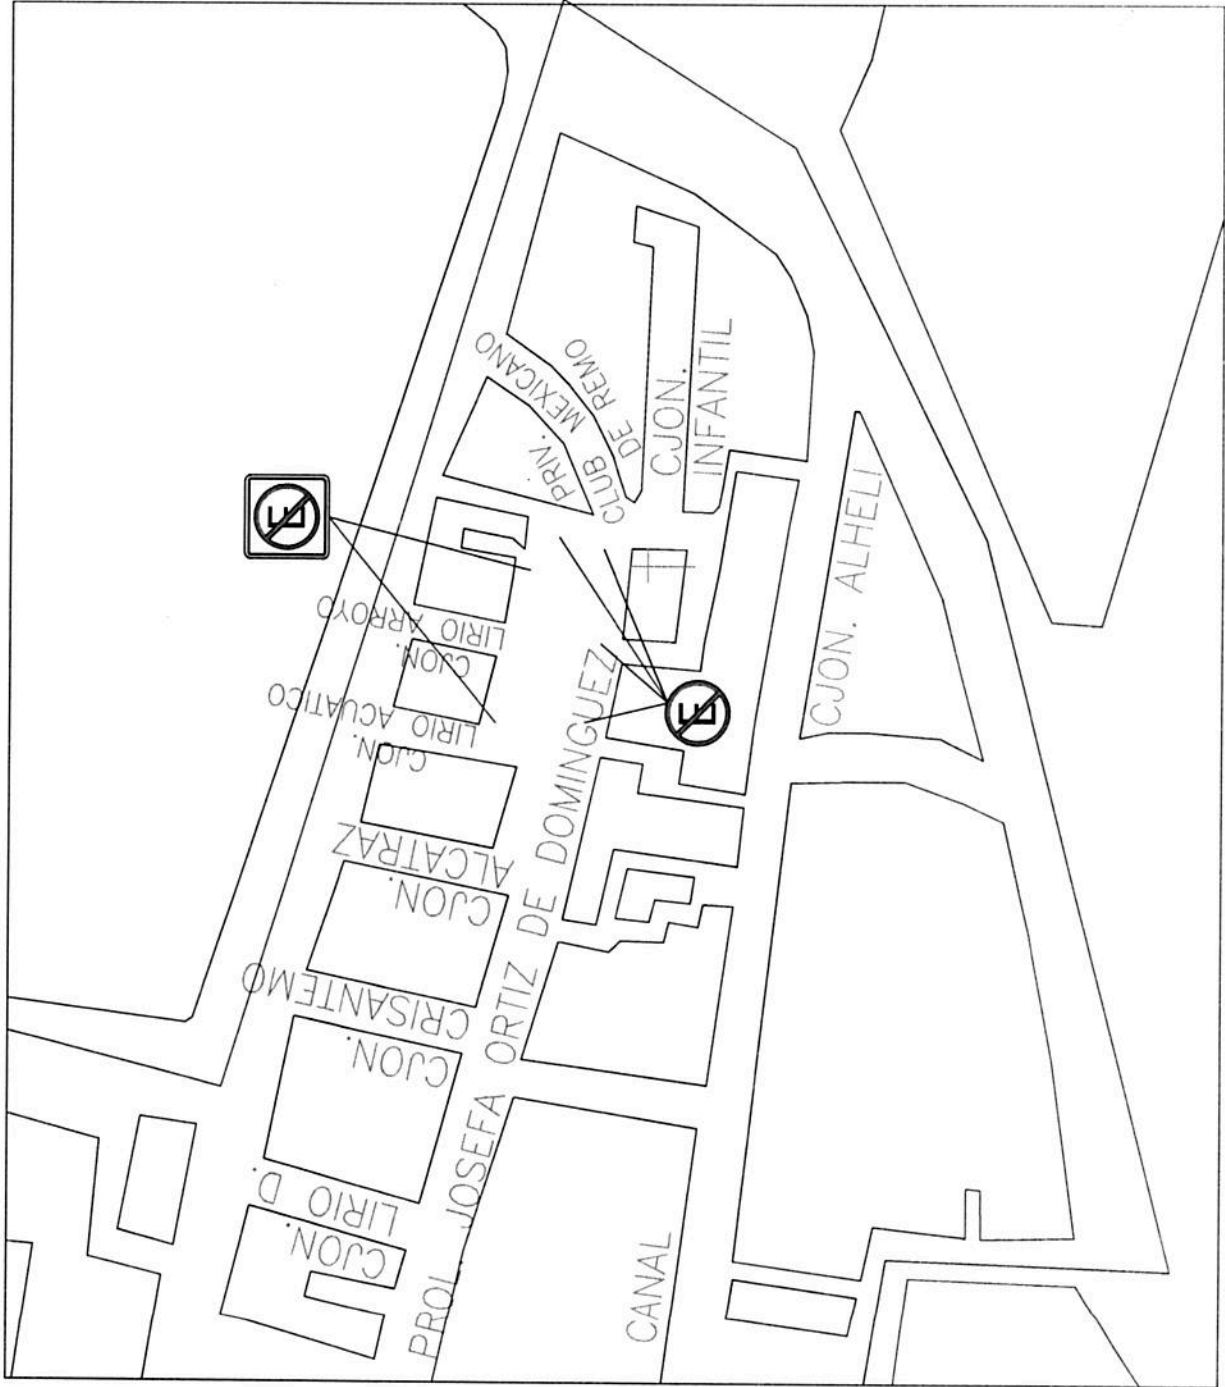 PRIV.
CLUB MEXICANO
DE REMO
CJON.
INFANTIL
E
CJON.
LIRIO ARROYO
CJON.
LIRIO ACUATICO
CJON.
ALCATRAZ
CJON.
CRISANTEMO
CJON.
LIRIO D.
PROL. JOSEFA ORTIZ DE DOMINGUEZ
E
CJON. ALHELI
CANAL